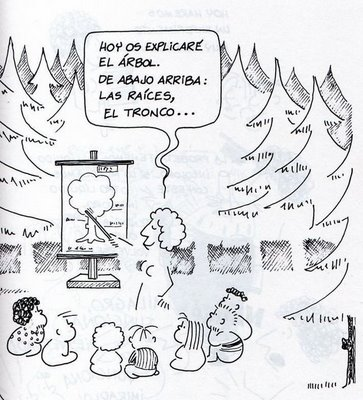 HOY OS EXPLICARÉ
EL ÁRBOL.
DE ABAJO ARRIBA:
LAS RAÍCES,
EL TRONCO...